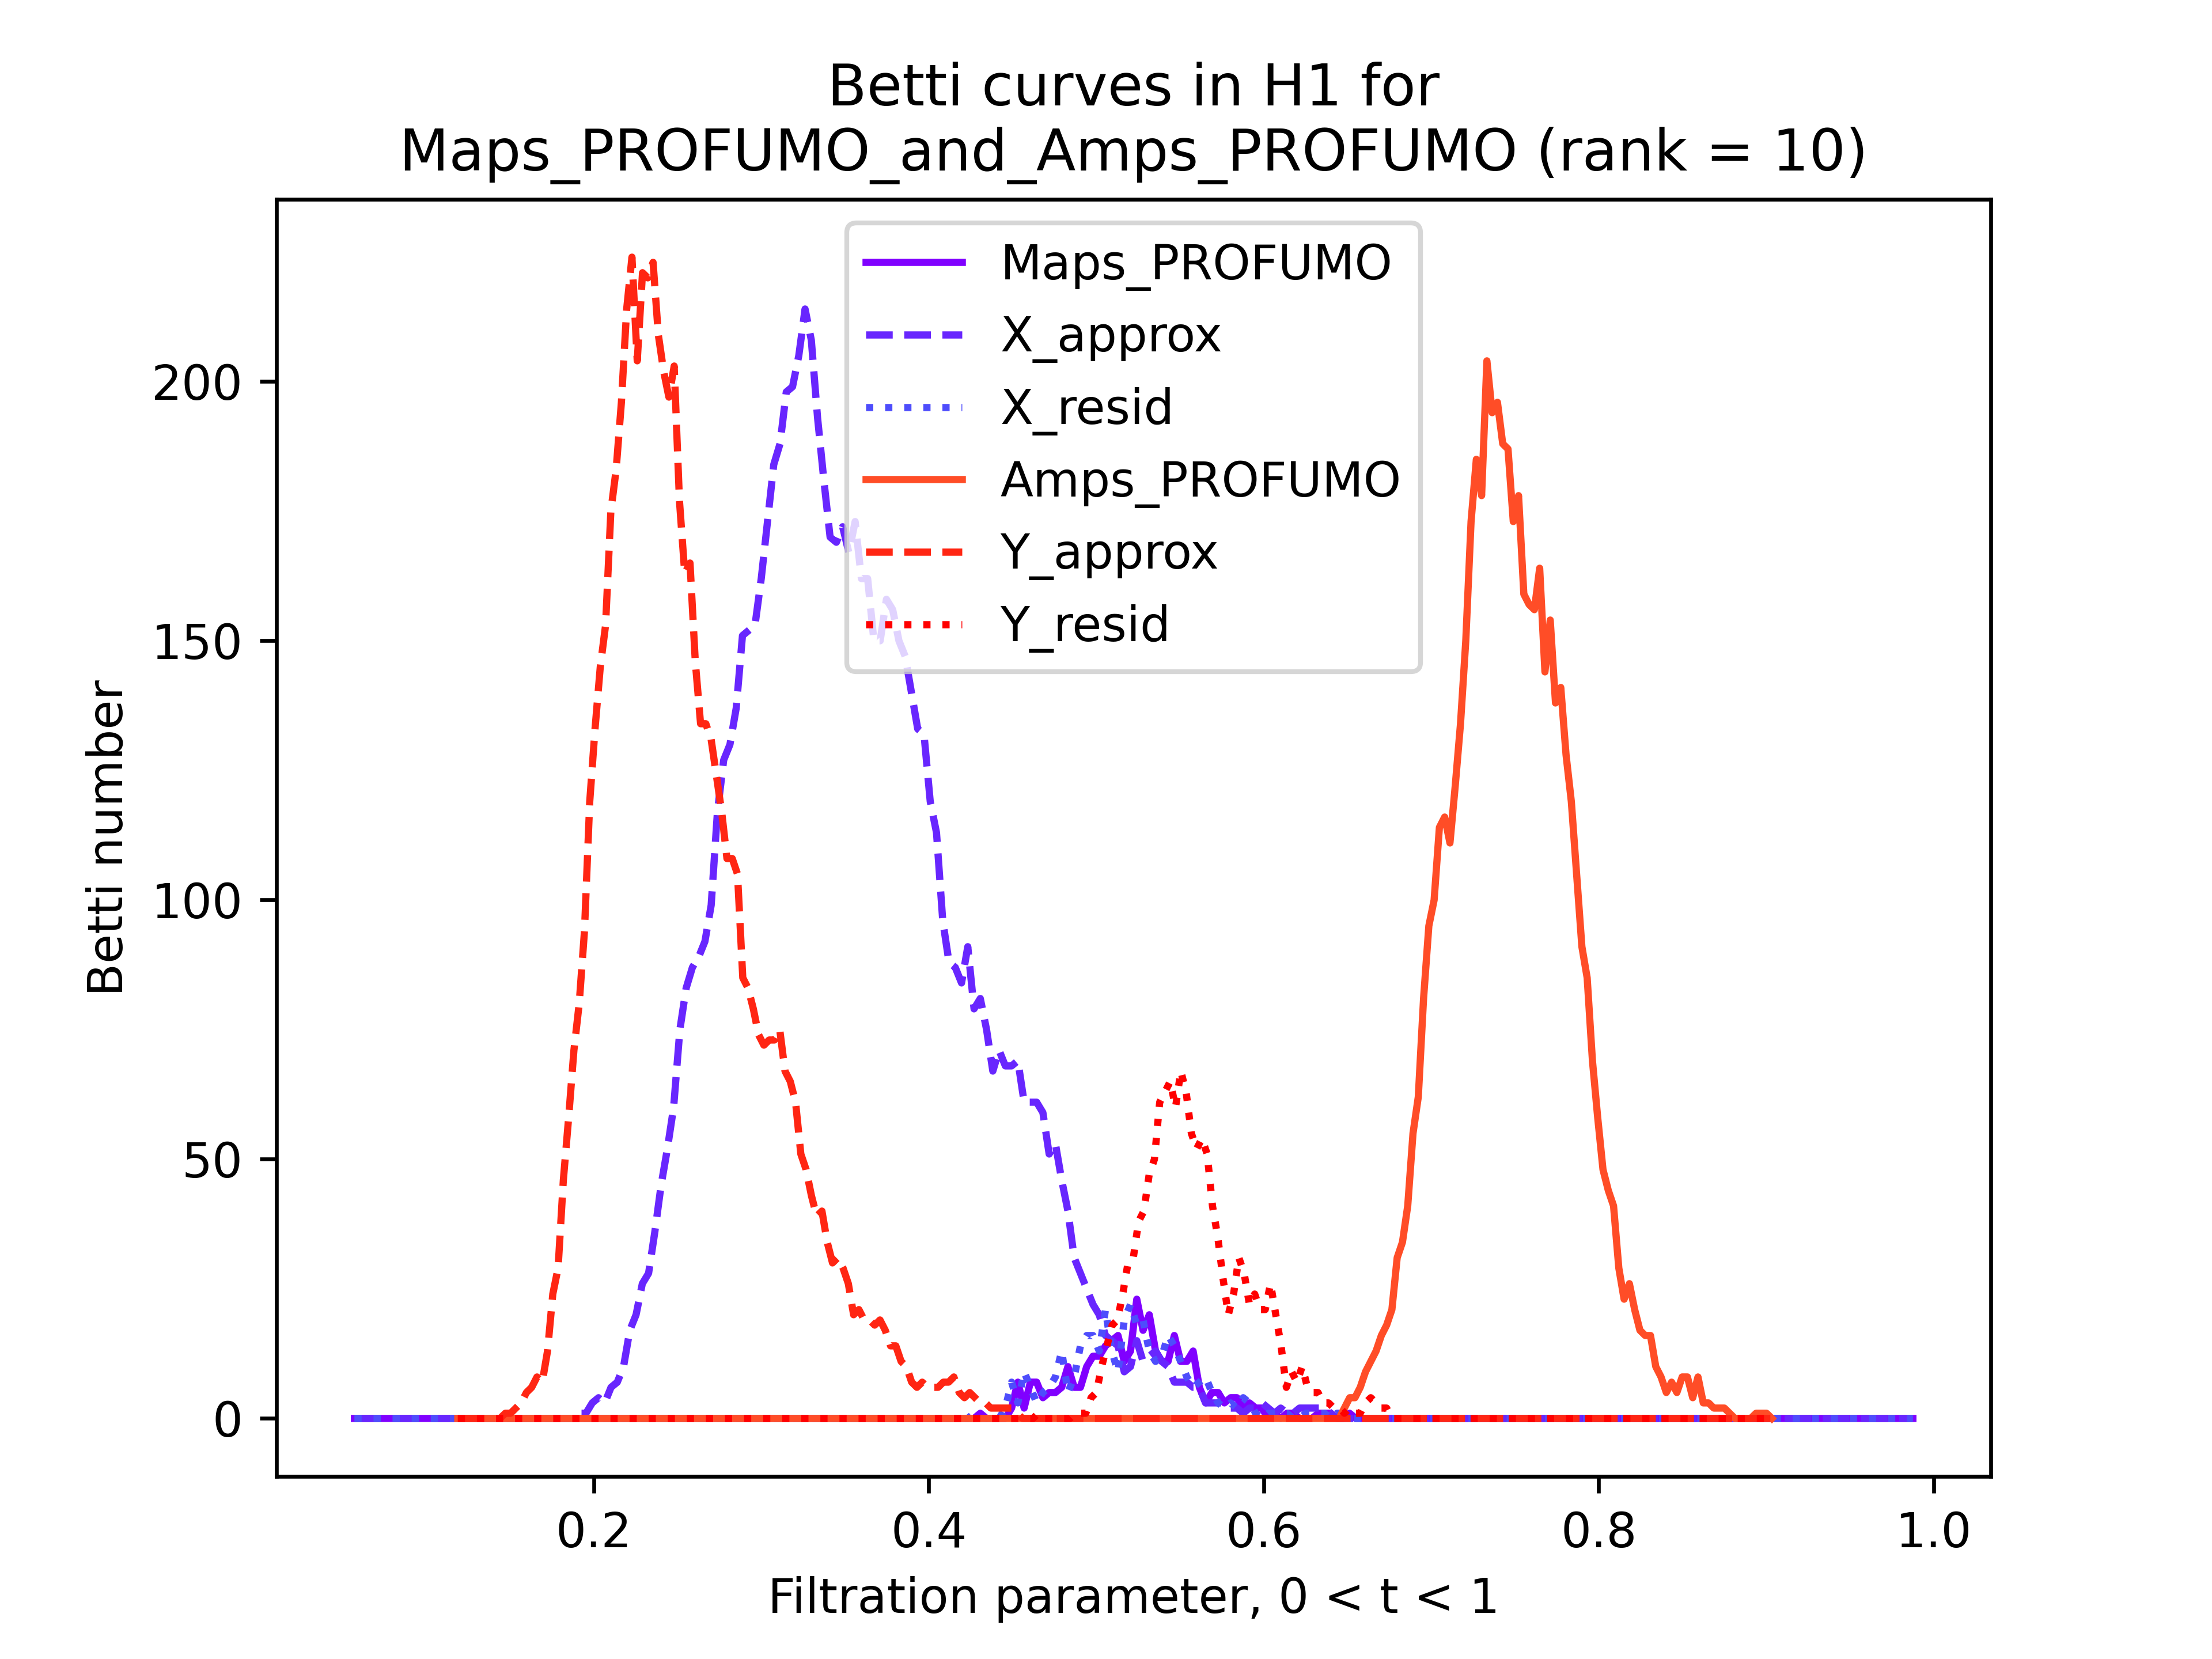 Betti curves in H1 for
Maps_PROFUMO_and_Amps_PROFUMO (rank = 10)
Maps_PROFUMO
X_approx
X_resid
Amps_PROFUMO
Y_approx
Y_resid
Betti number
200
150
100
50
0
0.2 0.4 0.6 0.8 1.0
Filtration parameter, 0 < t < 1